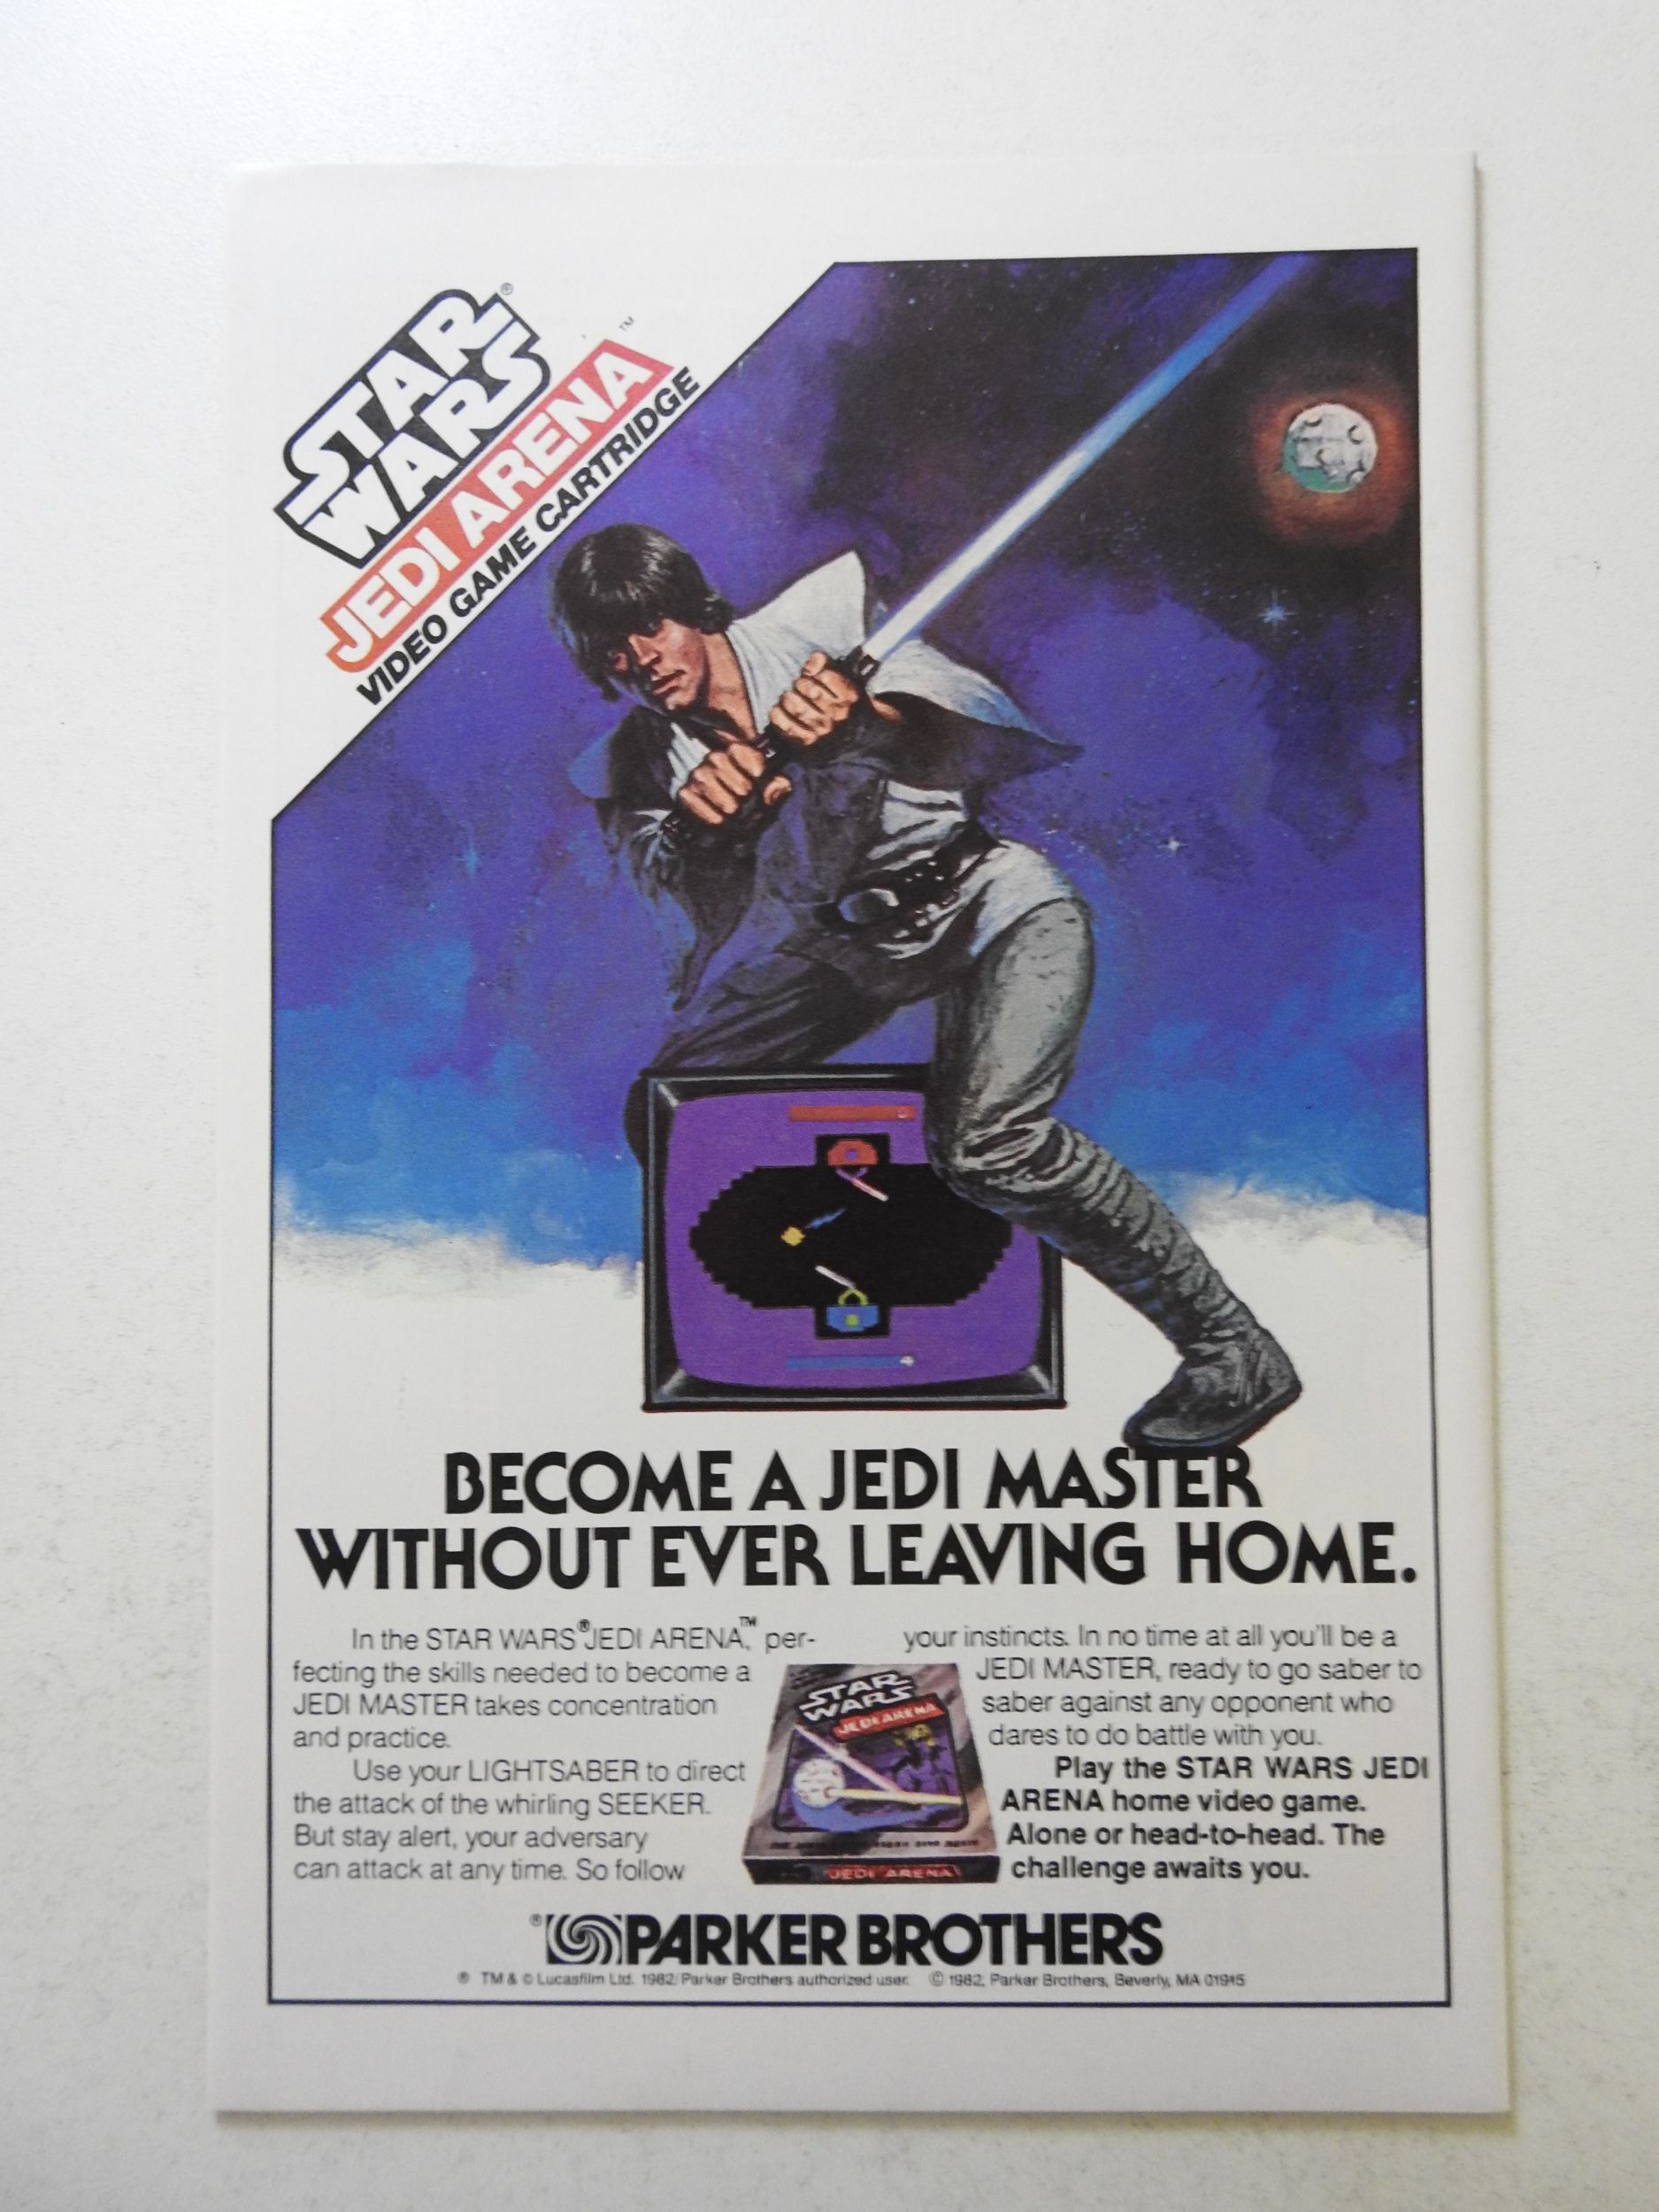 STAR
WARS®
JEDI ARENA™
VIDEO GAME CARTRIDGE
BECOME A JEDI MASTER
WITHOUT EVER LEAVING HOME.
In the STAR WARS® JEDI ARENA,™ per-
fecting the skills needed to become a
JEDI MASTER takes concentration
and practice.
Use your LIGHTSABER to direct
the attack of the whirling SEEKER.
But stay alert, your adversary
can attack at any time. So follow
your instincts. In no time at all you'll be a
JEDI MASTER, ready to go saber to
saber against any opponent who
dares to do battle with you.
Play the STAR WARS JEDI
ARENA home video game.
Alone or head-to-head. The
challenge awaits you.
STAR
WARS
JEDI ARENA
JEDI ARENA
® PARKER BROTHERS
® TM & © Lucasfilm Ltd. 1982. Parker Brothers authorized user. © 1982, Parker Brothers, Beverly, MA 01915